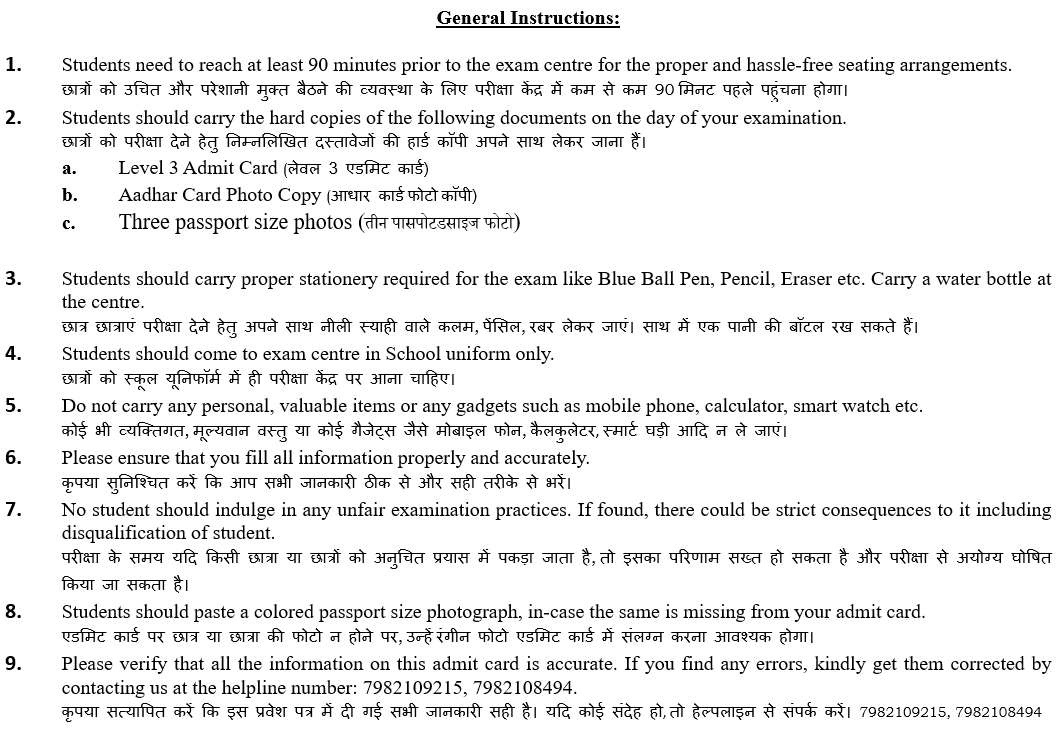 General Instructions:
1. Students need to reach at least 90 minutes prior to the exam centre for the proper and hassle-free seating arrangements.
छात्रों को उचित और परेशानी मुक्त बैठने की व्यवस्था के लिए परीक्षा केंद्र में कम से कम 90 मिनट पहले पहुंचना होगा।
2. Students should carry the hard copies of the following documents on the day of your examination.
छात्रों को परीक्षा देने हेतु निम्नलिखित दस्तावेजों की हार्ड कॉपी अपने साथ लेकर जाना हैं।
a. Level 3 Admit Card (लेवल 3 एडमिट कार्ड)
b. Aadhar Card Photo Copy (आधार कार्ड फोटो कॉपी)
c. Three passport size photos (तीन पासपोटडसाइज फोटो)
3. Students should carry proper stationery required for the exam like Blue Ball Pen, Pencil, Eraser etc. Carry a water bottle at
the centre.
छात्र छात्राएं परीक्षा देने हेतु अपने साथ नीली स्याही वाले कलम, पेंसिल, रबर लेकर जाएं। साथ में एक पानी की बॉटल रख सकते हैं।
4. Students should come to exam centre in School uniform only.
छात्रों को स्कूल यूनिफॉर्म में ही परीक्षा केंद्र पर आना चाहिए।
5. Do not carry any personal, valuable items or any gadgets such as mobile phone, calculator, smart watch etc.
कोई भी व्यक्तिगत, मूल्यवान वस्तु या कोई गैजेट्स जैसे मोबाइल फोन, कैलकुलेटर, स्मार्ट घड़ी आदि न ले जाएं।
6. Please ensure that you fill all information properly and accurately.
कृपया सुनिश्चित करें कि आप सभी जानकारी ठीक से और सही तरीके से भरें।
7. No student should indulge in any unfair examination practices. If found, there could be strict consequences to it including
disqualification of student.
परीक्षा के समय यदि किसी छात्रा या छात्रों को अनुचित प्रयास में पकड़ा जाता है, तो इसका परिणाम सख्त हो सकता है और परीक्षा से अयोग्य घोषित
किया जा सकता है।
8. Students should paste a colored passport size photograph, in-case the same is missing from your admit card.
एडमिट कार्ड पर छात्र या छात्रा की फोटो न होने पर, उन्हें रंगीन फोटो एडमिट कार्ड में संलग्न करना आवश्यक होगा।
9. Please verify that all the information on this admit card is accurate. If you find any errors, kindly get them corrected by
contacting us at the helpline number: 7982109215, 7982108494.
कृपया सत्यापित करें कि इस प्रवेश पत्र में दी गई सभी जानकारी सही है। यदि कोई संदेह हो, तो हेल्पलाइन से संपर्क करें। 7982109215, 7982108494